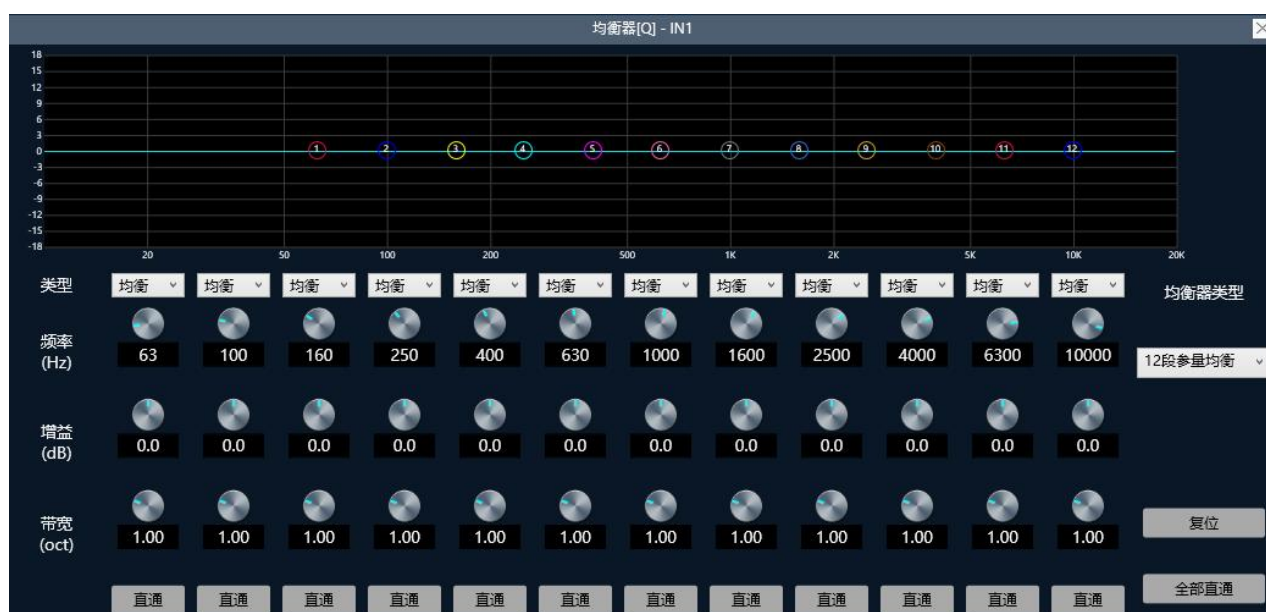 均衡器[Q] - IN1
18
15
12
9
6
3
0
-3
-6
-9
-12
-15
-18
1 2 3 4 5 6 7 8 9 10 11 12
20 50 100 200 500 1K 2K 5K 10K 20K
类型 均衡 均衡 均衡 均衡 均衡 均衡 均衡 均衡 均衡 均衡 均衡 均衡
均衡器类型
频率
(Hz)
63 100 160 250 400 630 1000 1600 2500 4000 6300 10000
12段参量均衡
增益
(dB)
0.0 0.0 0.0 0.0 0.0 0.0 0.0 0.0 0.0 0.0 0.0 0.0
带宽
(oct)
1.00 1.00 1.00 1.00 1.00 1.00 1.00 1.00 1.00 1.00 1.00 1.00
复位
直通 直通 直通 直通 直通 直通 直通 直通 直通 直通 直通 直通
全部直通